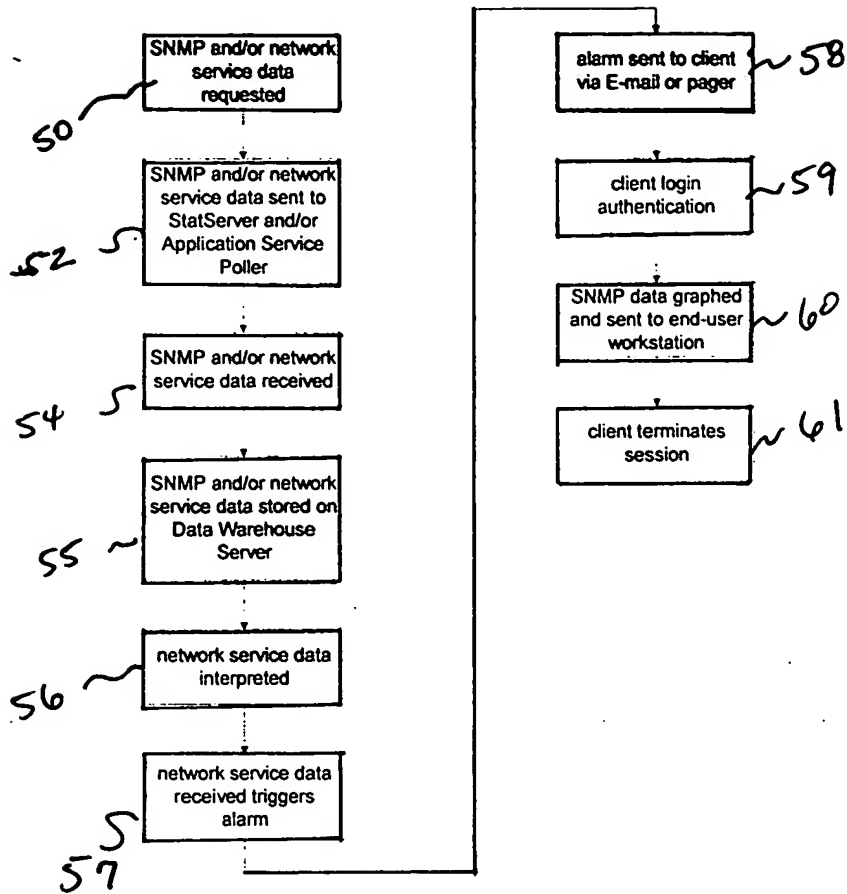 SNMP and/or network
service data
requested
50
SNMP and/or network
service data sent to
StatServer and/or
Application Service
Poller
52
SNMP and/or network
service data received
54
SNMP and/or network
service data stored on
Data Warehouse
Server
55
network service data
interpreted
56
network service data
received triggers
alarm
57
alarm sent to client
via E-mail or pager
58
client login
authentication
59
SNMP data graphed
and sent to end-user
workstation
60
client terminates
session
61